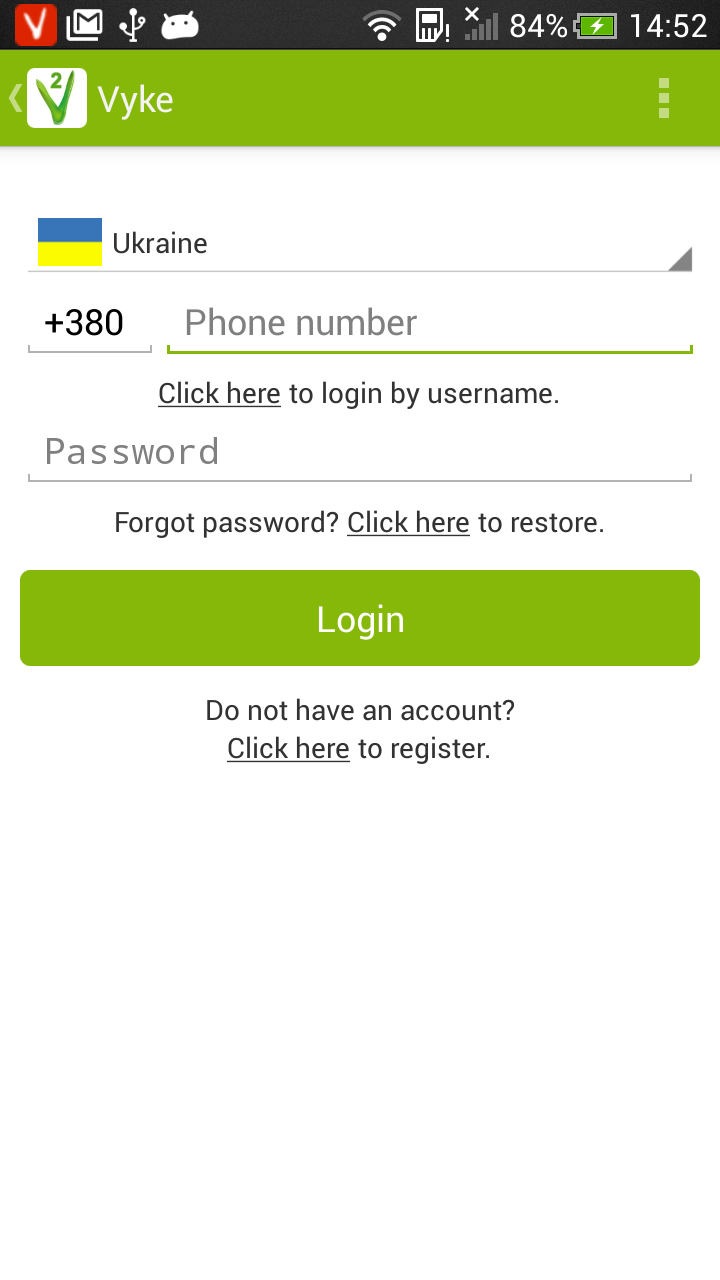 84% 14:52
2 Vyke
Ukraine
+380 Phone number
Click here to login by username.
Password
Forgot password? Click here to restore.
Login
Do not have an account?
Click here to register.